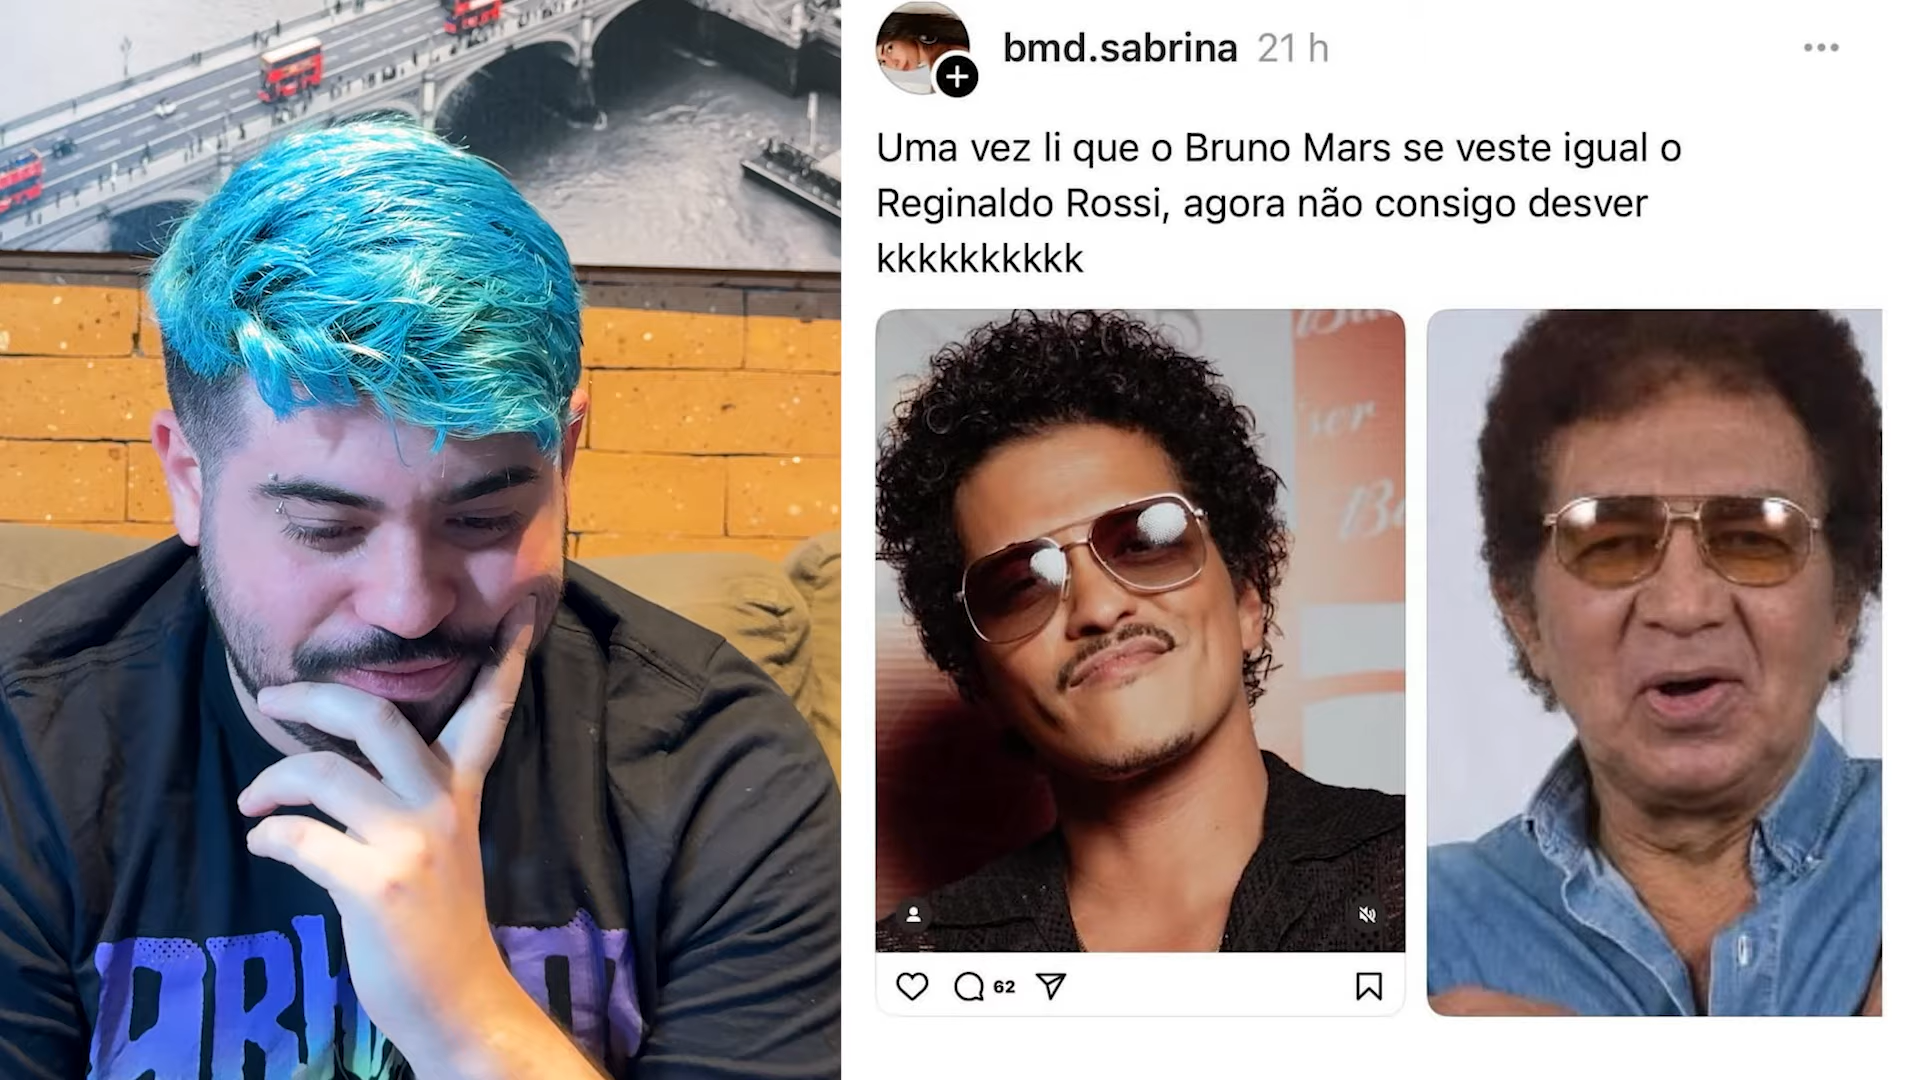 bmd.sabrina 21 h
Uma vez li que o Bruno Mars se veste igual o
Reginaldo Rossi, agora não consigo desver
kkkkkkkkkk
62